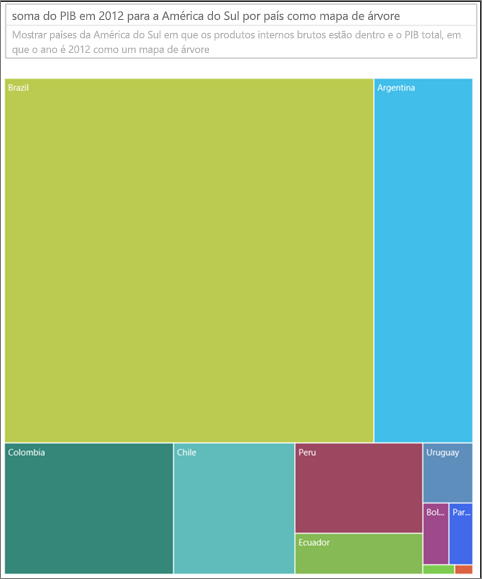 soma do PIB em 2012 para a América do Sul por país como mapa de árvore
Mostrar países da América do Sul em que os produtos internos brutos estão dentro e o PIB total, em
que o ano é 2012 como um mapa de árvore
Brazil
Argentina
Colombia
Chile
Peru
Uruguay
Bol...
Par...
Ecuador